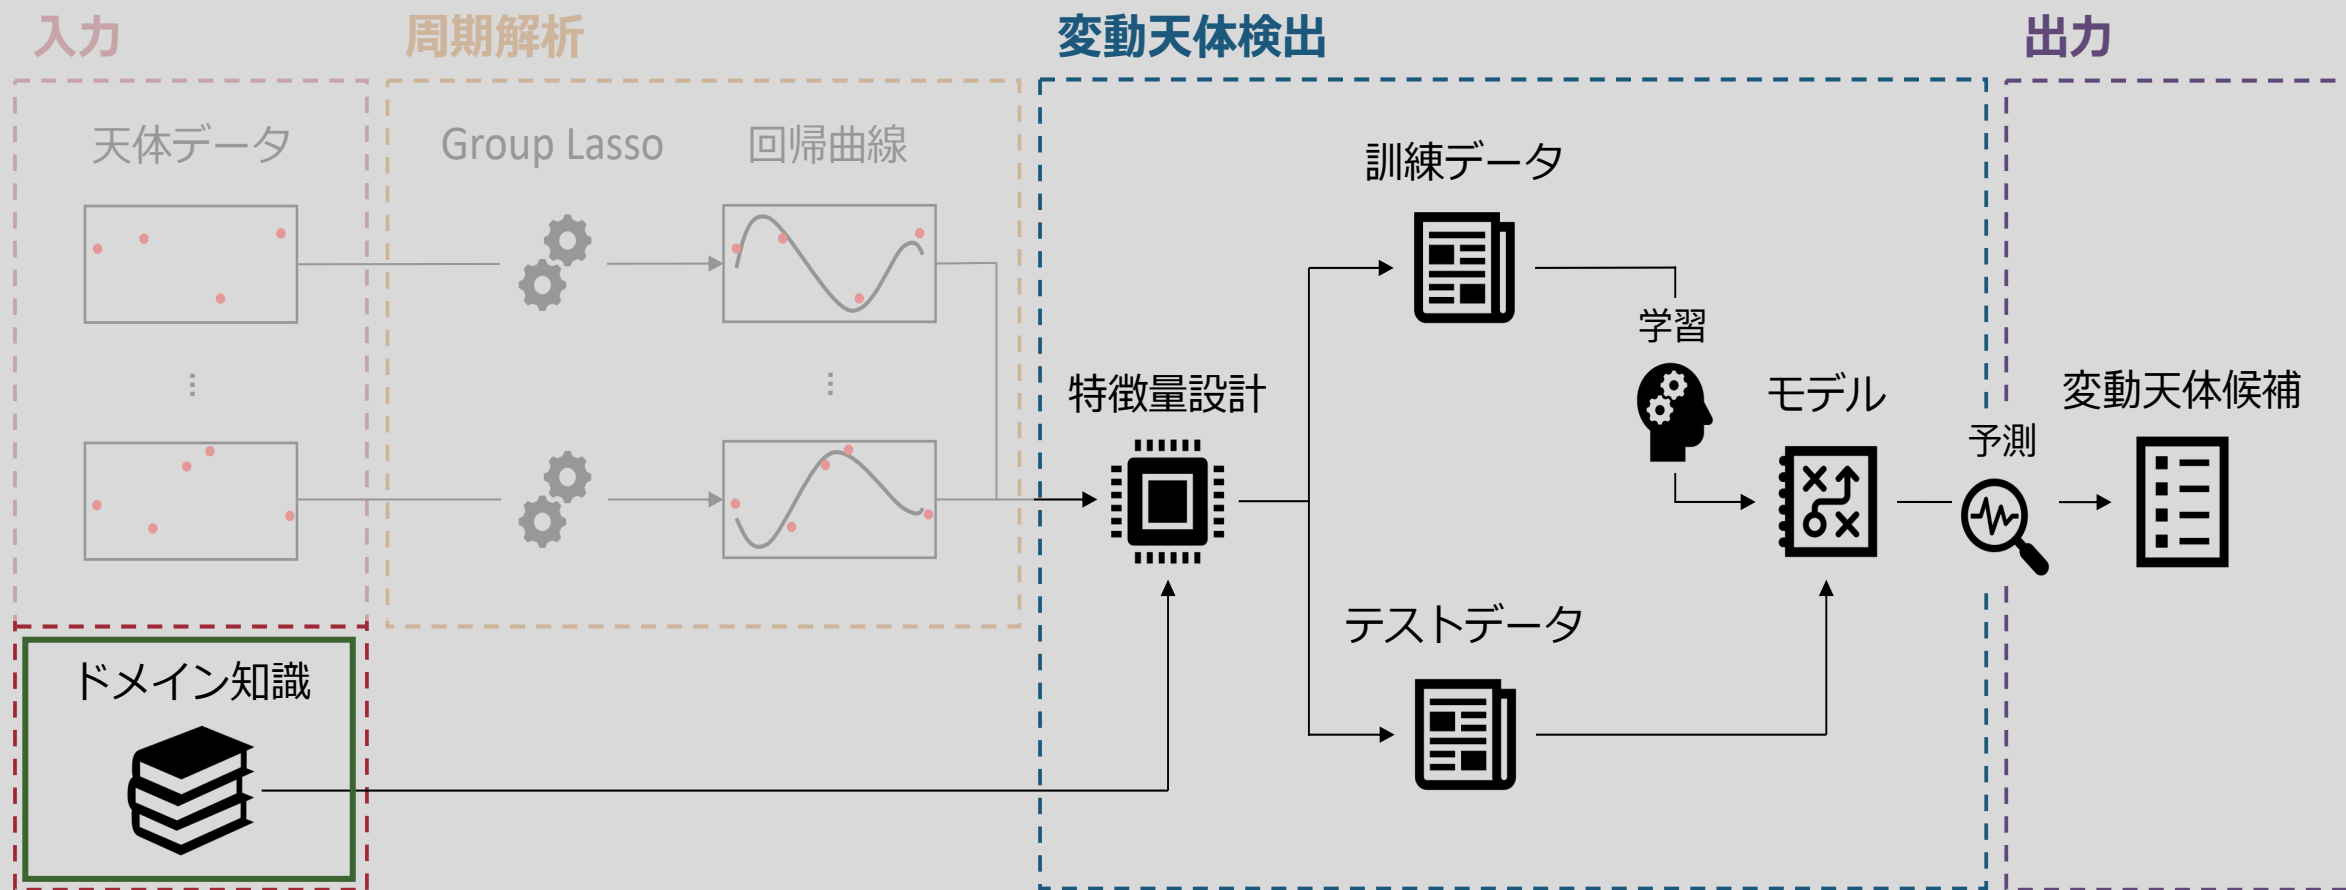 入力
周期解析
変動天体検出
出力
天体データ
Group Lasso
回帰曲線
訓練データ
学習
特徴量設計
モデル
予測
変動天体候補
テストデータ
ドメイン知識